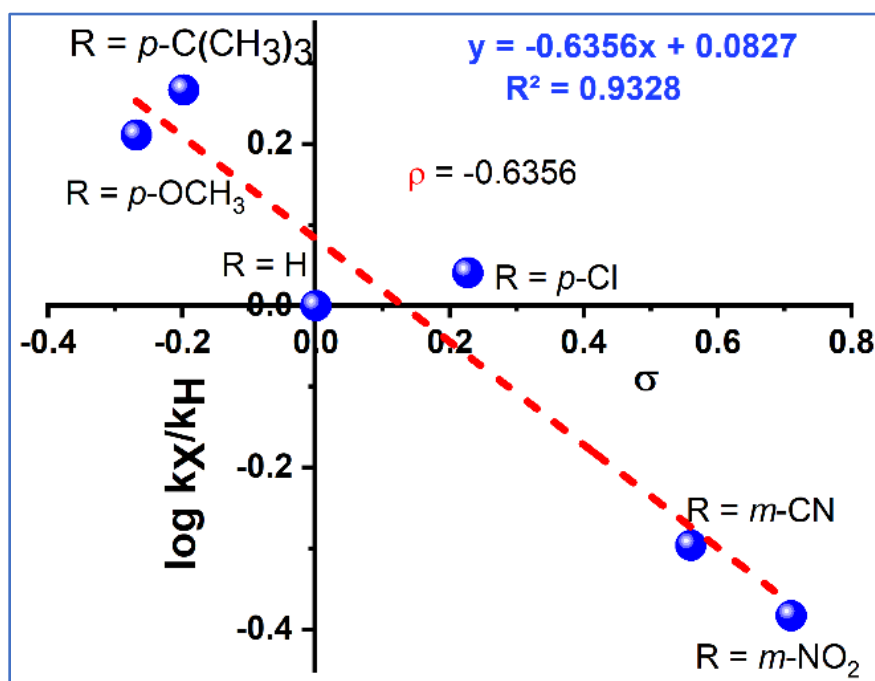 R = p-C(CH₃)₃
y = -0.6356x + 0.0827
R² = 0.9328
0.2
R = p-OCH₃
ρ = -0.6356
R = H
R = p-Cl
0.0
-0.4
-0.2
0.0
0.2
0.4
0.6
0.8
σ
log kX/kH
-0.2
R = m-CN
-0.4
R = m-NO₂